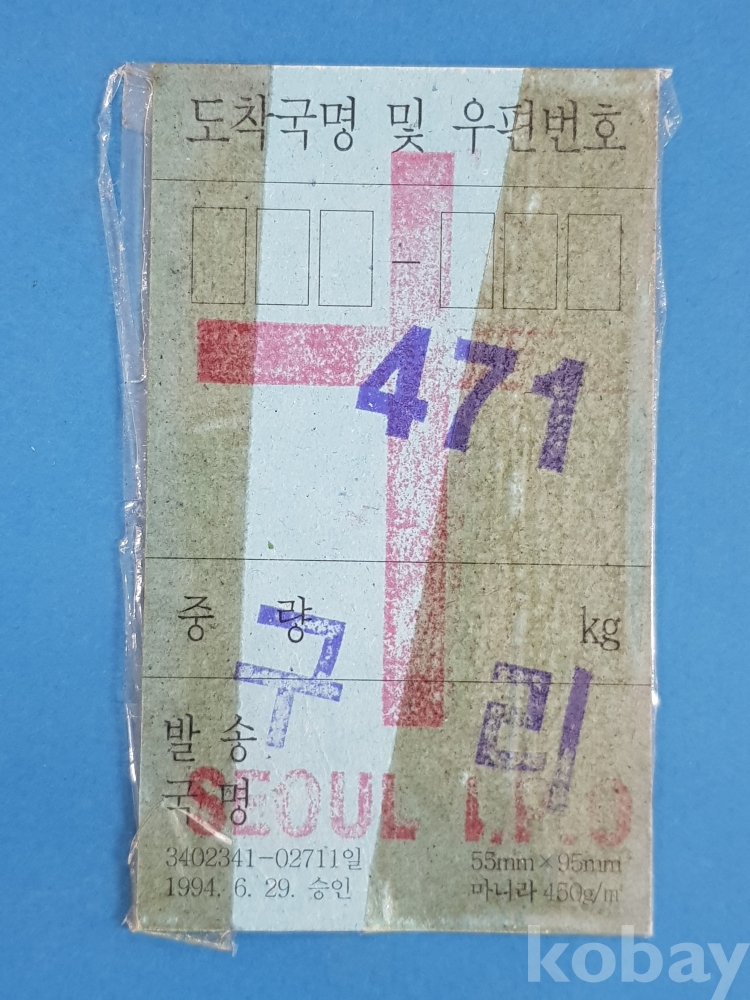 도착국명 및 우편번호
471
중 량 kg
구리
발 송
국 명
SEOUL I.P.O
3402341-02711일 55mm×95mm
1994. 6. 29. 승인 마니라 450g/㎡
kobay